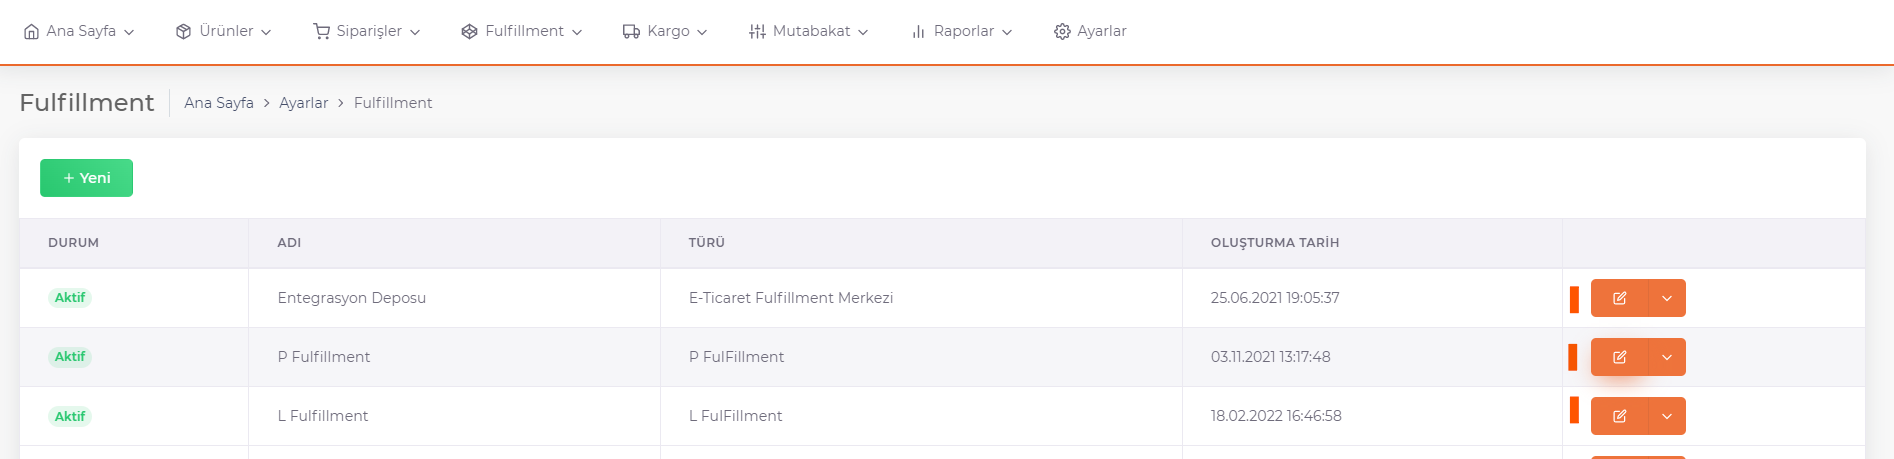 Ana Sayfa Ürünler Siparişler Fulfillment Kargo Mutabakat Raporlar Ayarlar
Fulfillment Ana Sayfa > Ayarlar > Fulfillment
+ Yeni
DURUM ADI TÜRÜ OLUŞTURMA TARİH
Aktif Entegrasyon Deposu E-Ticaret Fulfillment Merkezi 25.06.2021 19:05:37
Aktif P Fulfillment P FulFillment 03.11.2021 13:17:48
Aktif L Fulfillment L FulFillment 18.02.2022 16:46:58